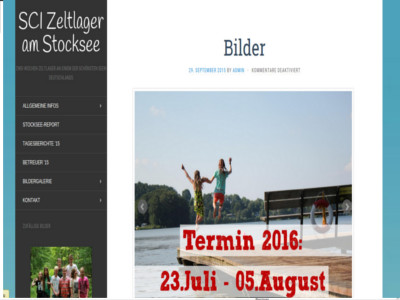 SCI Zeltlager
am Stocksee
ALLGEMEINE INFOS
STOCKSEE-REPORT
TAGESBERICHTE '15
BETREUER '15
BILDERGALERIE
KONTAKT
Bilder
29. SEPTEMBER 2015 BY ADMIN · KOMMENTARE DEAKTIVIERT
Termin 2016:
23.Juli - 05.August